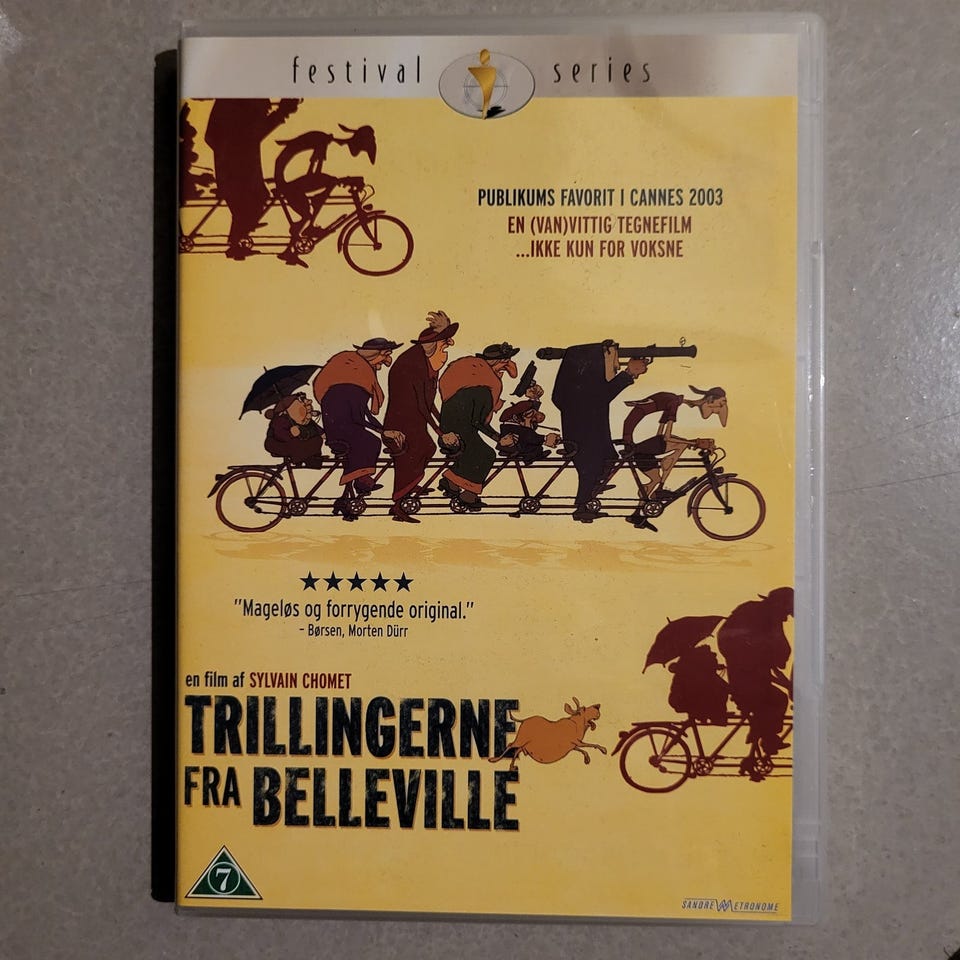 festival series
PUBLIKUMS FAVORIT I CANNES 2003
EN (VAN)VITTIG TEGNEFILM
...IKKE KUN FOR VOKSNE
★★★★★
"Mageløs og forrygende original."
- Børsen, Morten Dürr
en film af SYLVAIN CHOMET
TRILLINGERNE
FRA BELLEVILLE
7
SANDREW METRONOME